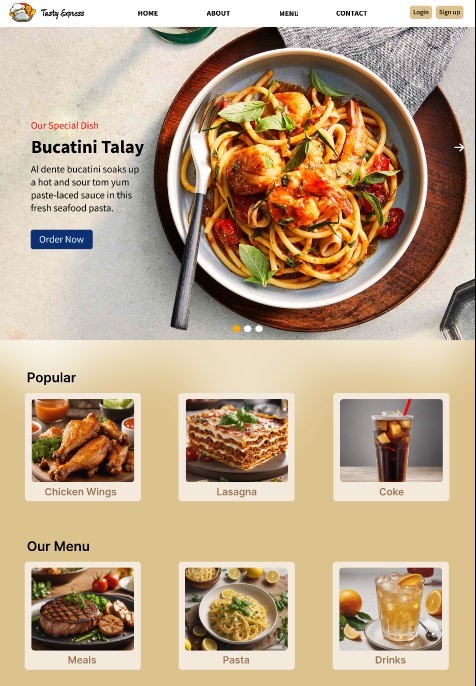 Tasty Express
HOME ABOUT MENU CONTACT
Login Sign up
Our Special Dish
Bucatini Talay
Al dente bucatini soaks up
a hot and sour tom yum
paste-laced sauce in this
fresh seafood pasta.
Order Now
Popular
Chicken Wings Lasagna Coke
Our Menu
Meals Pasta Drinks